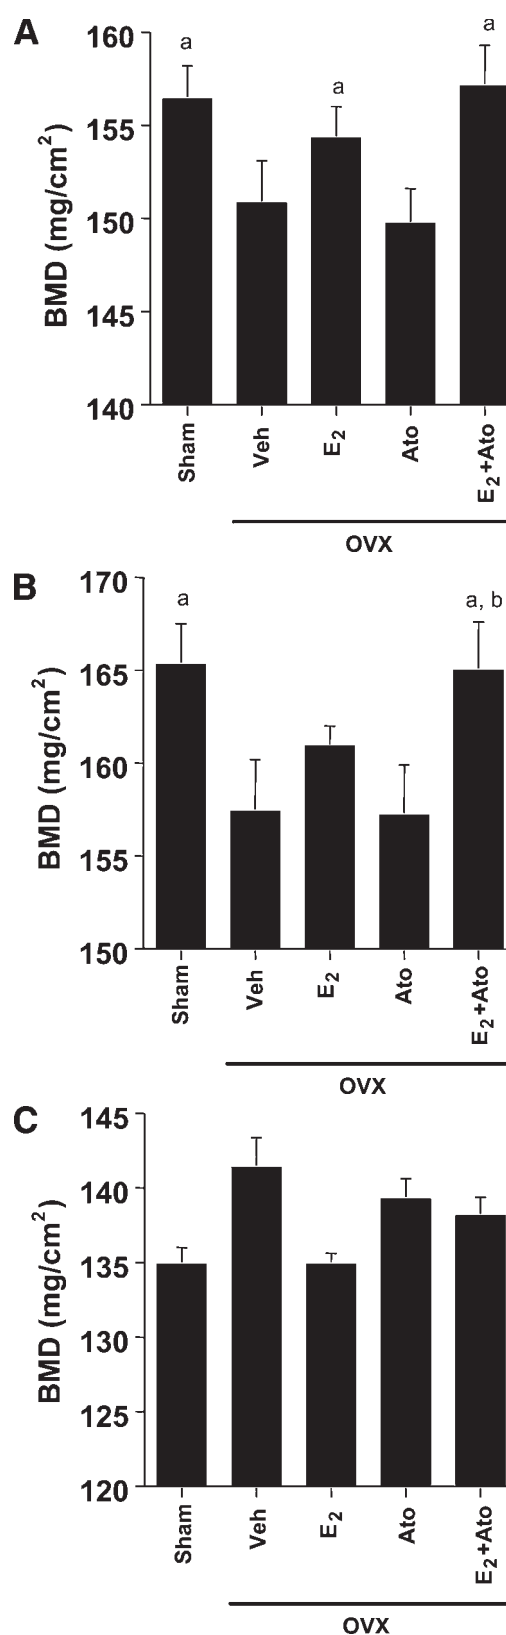 A
BMD (mg/cm²)
160
155
150
145
140
a
a
a
Sham
Veh
E₂
Ato
E₂+Ato
OVX
B
BMD (mg/cm²)
170
165
160
155
150
a
a, b
Sham
Veh
E₂
Ato
E₂+Ato
OVX
C
BMD (mg/cm²)
145
140
135
130
125
120
Sham
Veh
E₂
Ato
E₂+Ato
OVX